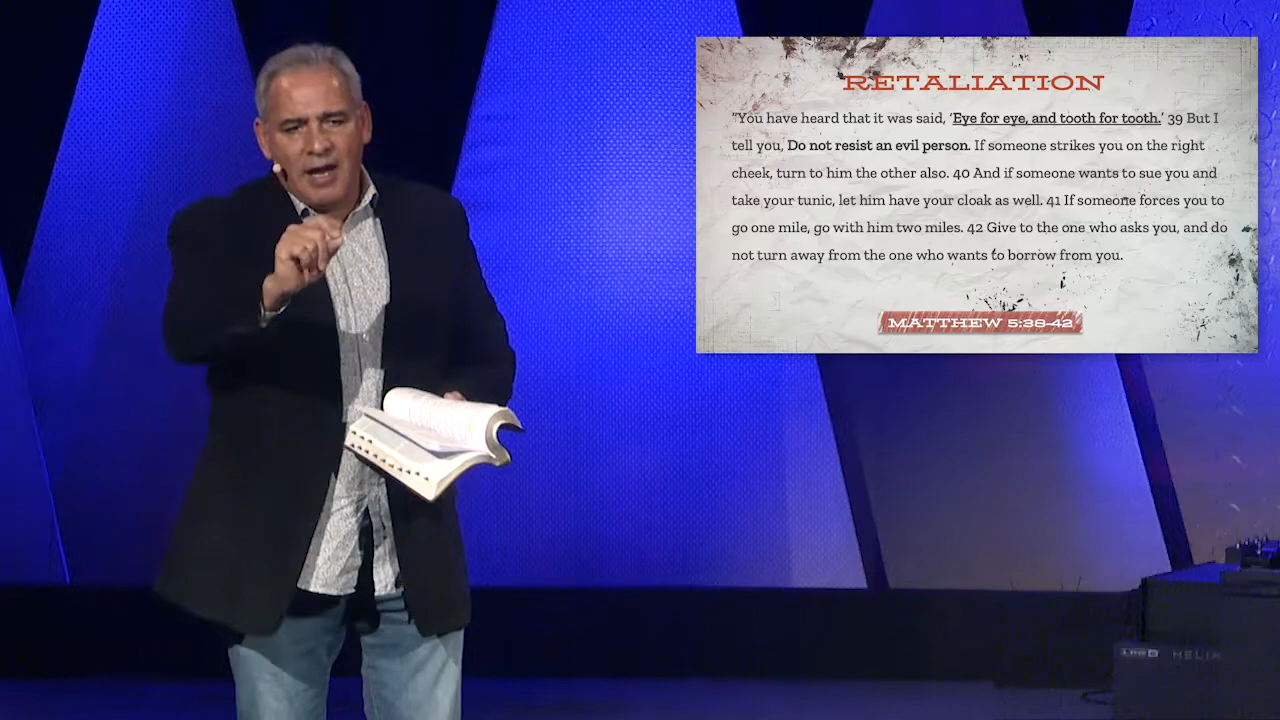 RETALIATION
"You have heard that it was said, 'Eye for eye, and tooth for tooth.' 39 But I
tell you, Do not resist an evil person. If someone strikes you on the right
cheek, turn to him the other also. 40 And if someone wants to sue you and
take your tunic, let him have your cloak as well. 41 If someone forces you to
go one mile, go with him two miles. 42 Give to the one who asks you, and do
not turn away from the one who wants to borrow from you.
MATTHEW 5:38-42
LINE 6 HELIX